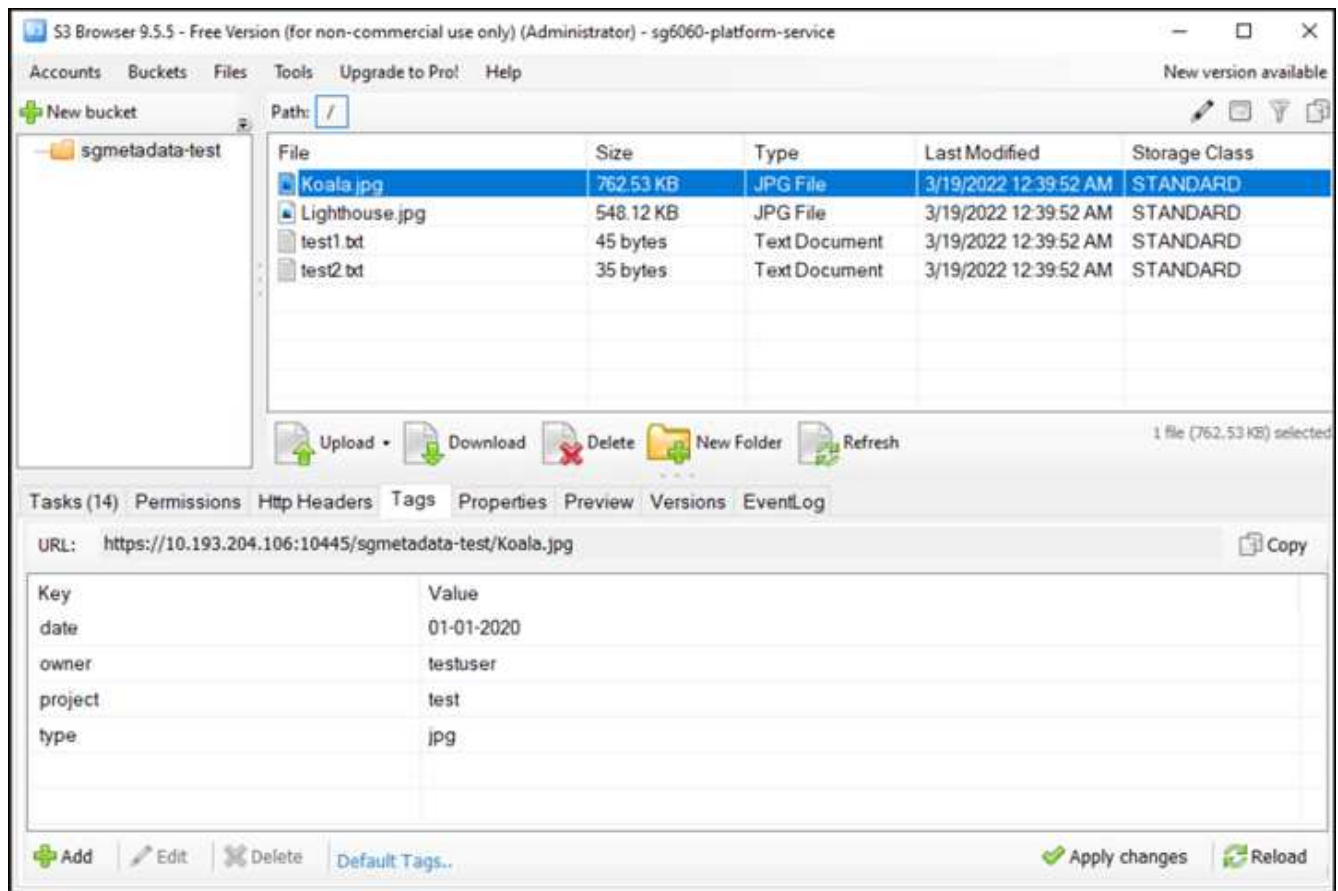 S3 Browser 9.5.5 - Free Version (for non-commercial use only) (Administrator) - sg6060-platform-service
Accounts Buckets Files Tools Upgrade to Pro! Help New version available
New bucket Path: /
sgmetadata-test
File Size Type Last Modified Storage Class
Koala.jpg 762.53 KB JPG File 3/19/2022 12:39:52 AM STANDARD
Lighthouse.jpg 548.12 KB JPG File 3/19/2022 12:39:52 AM STANDARD
test1.txt 45 bytes Text Document 3/19/2022 12:39:52 AM STANDARD
test2.txt 35 bytes Text Document 3/19/2022 12:39:52 AM STANDARD
Upload Download Delete New Folder Refresh 1 file (762.53 KB) selected
Tasks (14) Permissions Http Headers Tags Properties Preview Versions EventLog
URL: https://10.193.204.106:10445/sgmetadata-test/Koala.jpg Copy
Key Value
date 01-01-2020
owner testuser
project test
type jpg
Add Edit Delete Default Tags.. Apply changes Reload